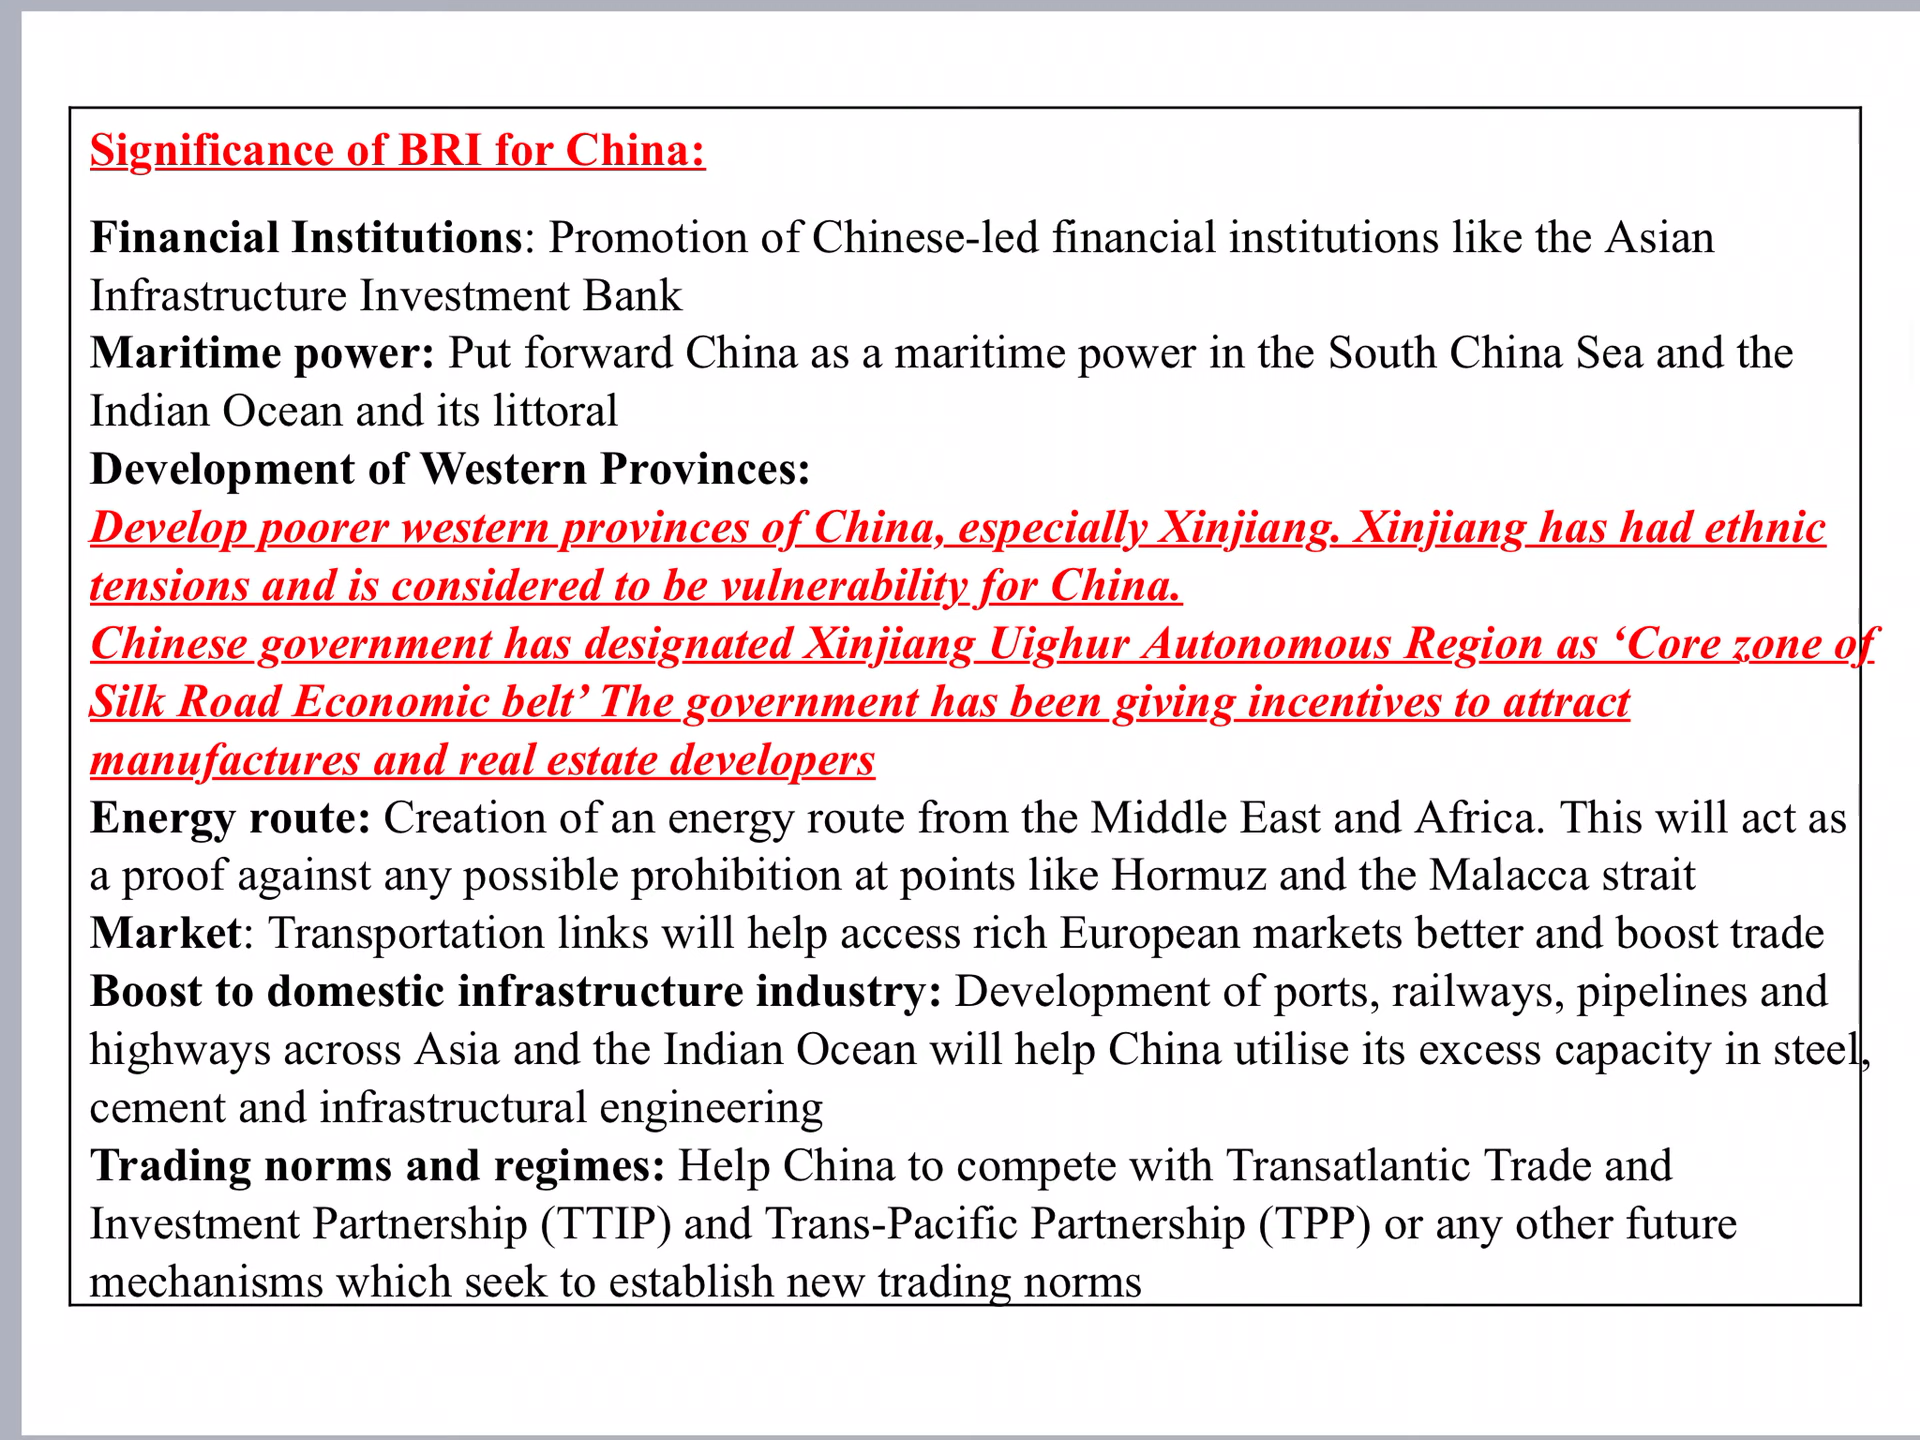 Significance of BRI for China:
Financial Institutions: Promotion of Chinese-led financial institutions like the Asian
Infrastructure Investment Bank
Maritime power: Put forward China as a maritime power in the South China Sea and the
Indian Ocean and its littoral
Development of Western Provinces:
Develop poorer western provinces of China, especially Xinjiang. Xinjiang has had ethnic
tensions and is considered to be vulnerability for China.
Chinese government has designated Xinjiang Uighur Autonomous Region as ‘Core zone of
Silk Road Economic belt’ The government has been giving incentives to attract
manufactures and real estate developers
Energy route: Creation of an energy route from the Middle East and Africa. This will act as
a proof against any possible prohibition at points like Hormuz and the Malacca strait
Market: Transportation links will help access rich European markets better and boost trade
Boost to domestic infrastructure industry: Development of ports, railways, pipelines and
highways across Asia and the Indian Ocean will help China utilise its excess capacity in steel,
cement and infrastructural engineering
Trading norms and regimes: Help China to compete with Transatlantic Trade and
Investment Partnership (TTIP) and Trans-Pacific Partnership (TPP) or any other future
mechanisms which seek to establish new trading norms